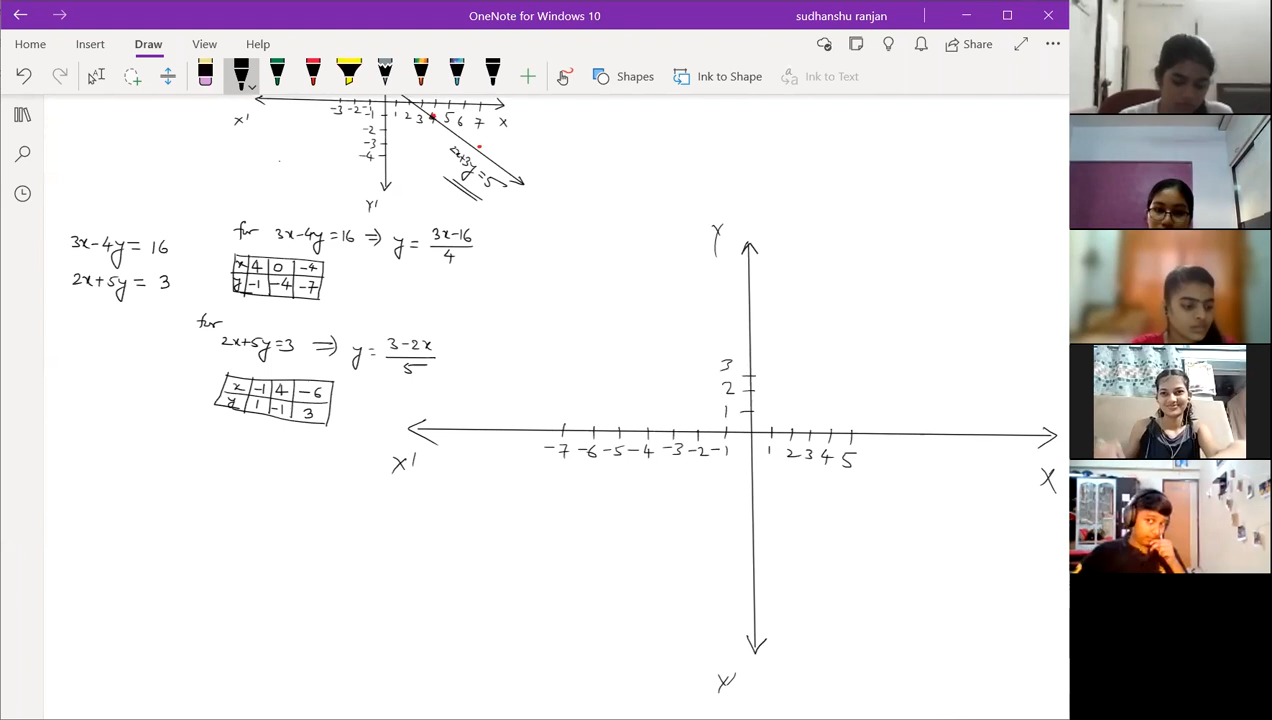 OneNote for Windows 10
sudhanshu ranjan
Home Insert Draw View Help
Share
Shapes
Ink to Shape
Ink to Text
-3 -2 -1 1 2 3 4 5 6 7
X' X
-1
-2
-3
-4
2x+3y=5
Y'
3x-4y = 16
2x+5y = 3
for 3x-4y=16 ⇒ y = 3x-16/4
x 4 0 -4
y -1 -4 -7
for
2x+5y=3 ⇒ y = 3-2x/5
x -1 4 -6
y 1 -1 3
Y
3
2
1
-7 -6 -5 -4 -3 -2 -1 1 2 3 4 5
X' X
Y'